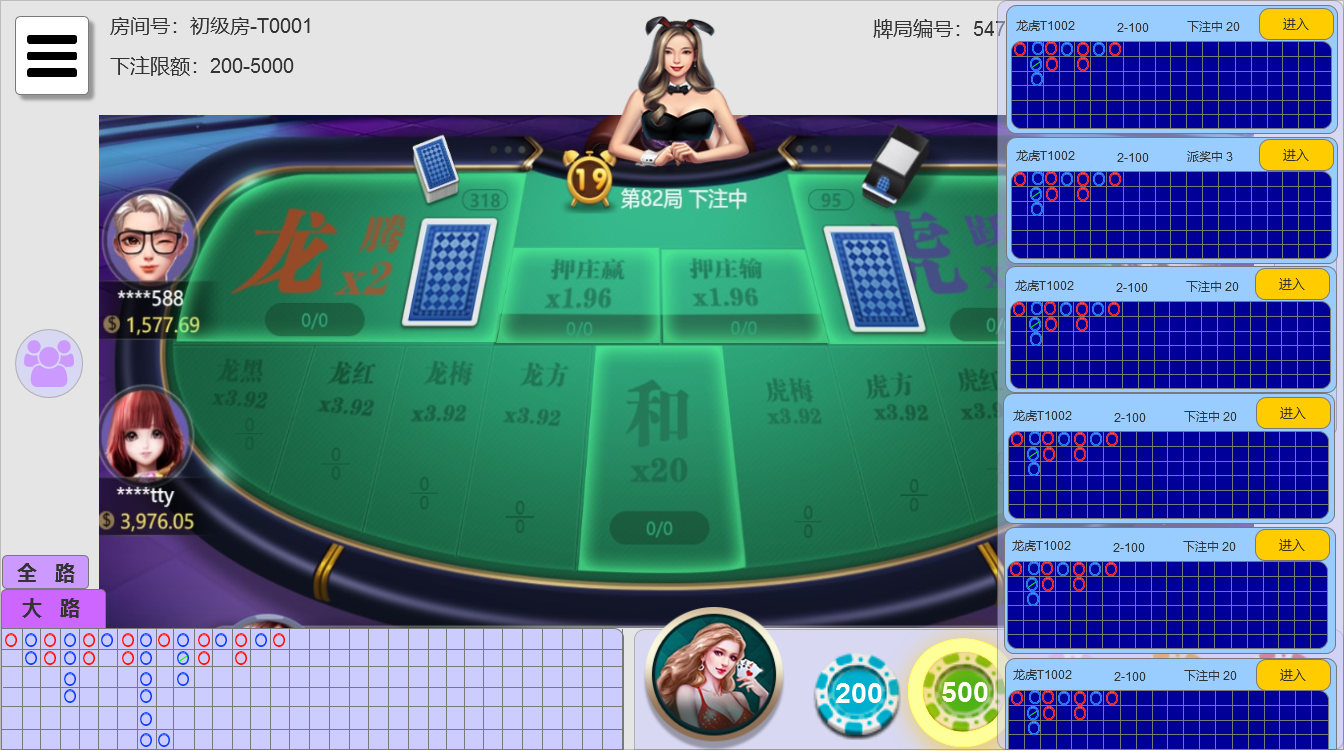 房间号：初级房-T0001
下注限额：200-5000
牌局编号：547
19
第82局 下注中
318
95
龙腾
x2
虎
0/0
押庄赢
x1.96
0/0
押庄输
x1.96
0/0
****588
1,577.69
****tty
3,976.05
龙黑
x3.92
0
0
龙红
x3.92
0
0
龙梅
x3.92
0
0
龙方
x3.92
0
0
和
x20
0/0
虎梅
x3.92
0
0
虎方
x3.92
0
0
虎红
x3.9
0
全 路
大 路
200
500
龙虎T1002 2-100 下注中 20 进入
龙虎T1002 2-100 派奖中 3 进入
龙虎T1002 2-100 下注中 20 进入
龙虎T1002 2-100 下注中 20 进入
龙虎T1002 2-100 下注中 20 进入
龙虎T1002 2-100 下注中 20 进入